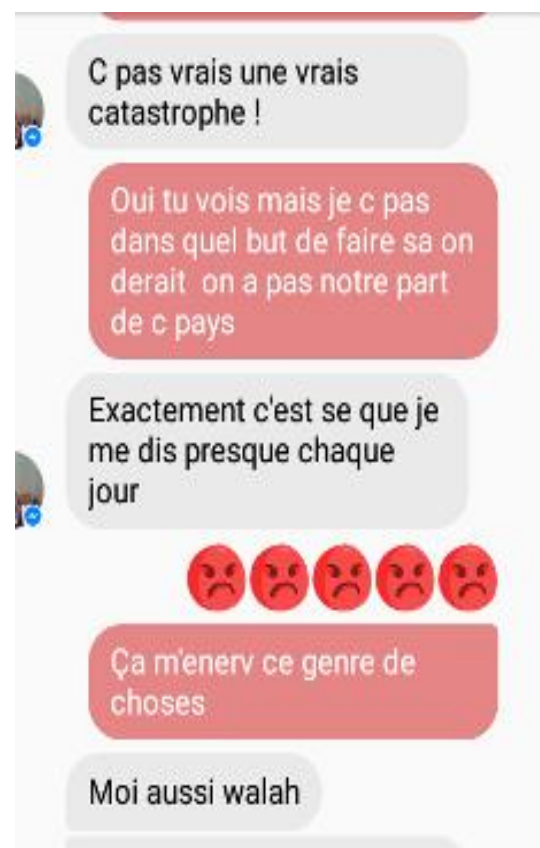 C pas vrais une vrais
catastrophe !
Oui tu vois mais je c pas
dans quel but de faire sa on
derait  on a pas notre part
de c pays
Exactement c'est se que je
me dis presque chaque
jour
Ça m'enerv ce genre de
choses
Moi aussi walah